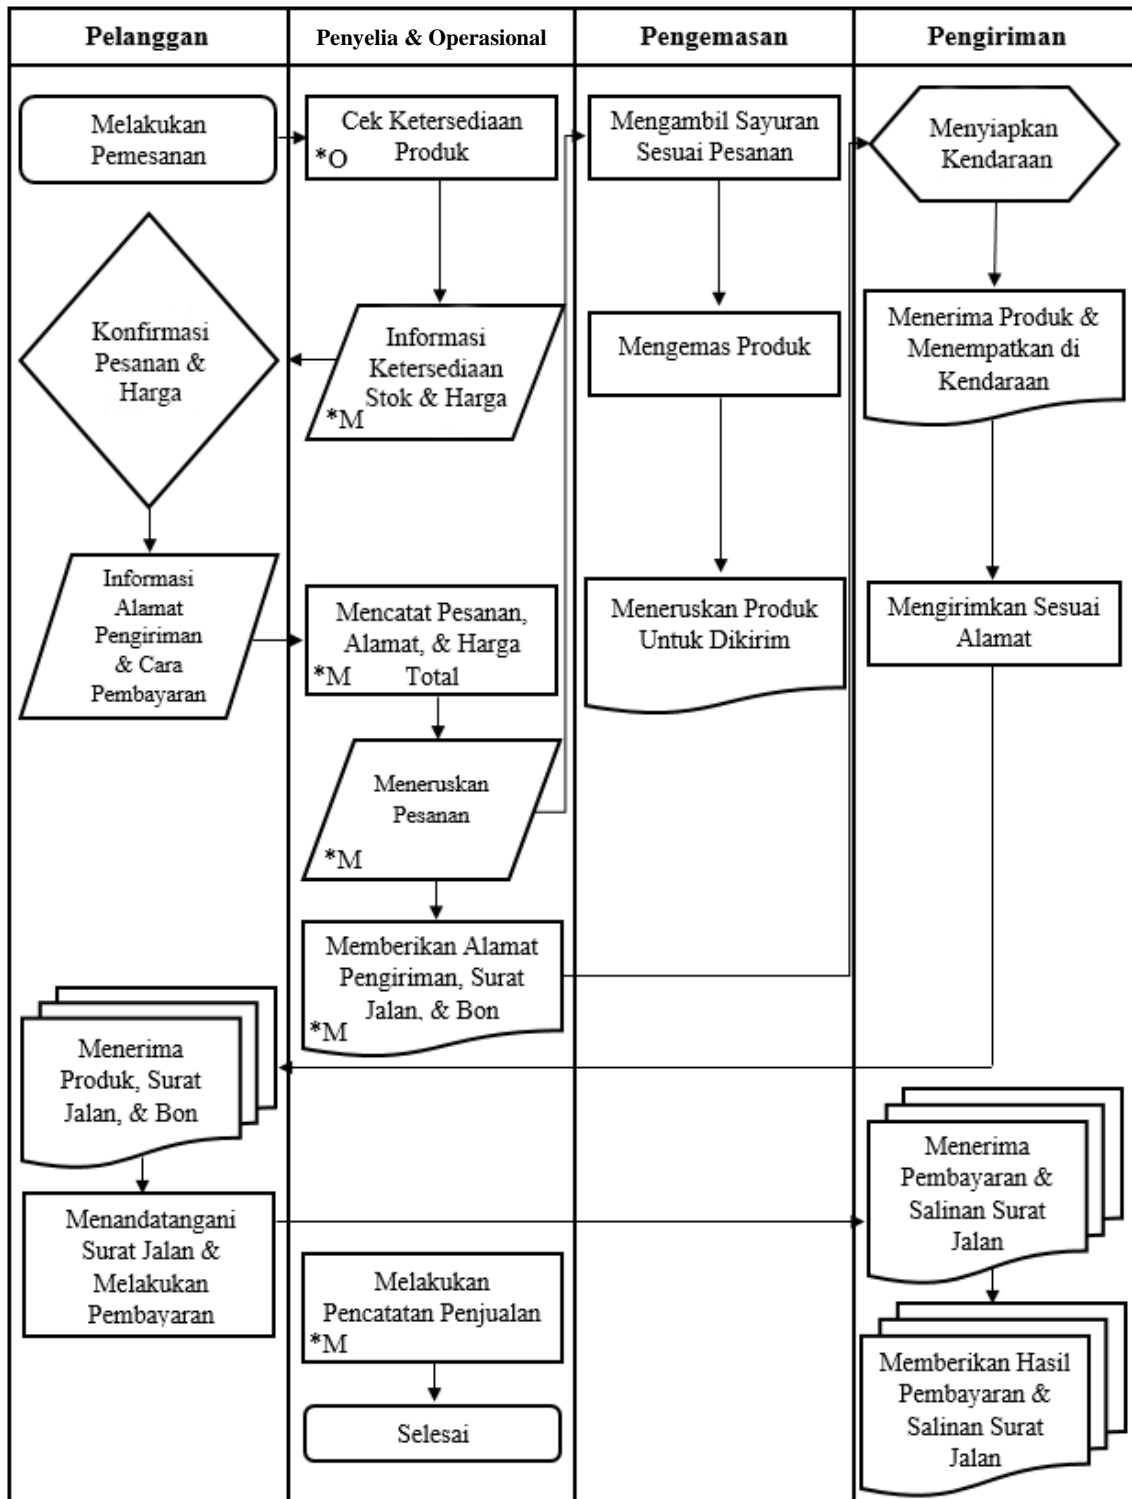 Pelanggan
Penyelia & Operasional
Pengemasan
Pengiriman
Melakukan
Pemesanan
Cek Ketersediaan
Produk
*O
Mengambil Sayuran
Sesuai Pesanan
Menyiapkan
Kendaraan
Konfirmasi
Pesanan &
Harga
Informasi
Ketersediaan
Stok & Harga
*M
Mengemas Produk
Menerima Produk &
Menempatkan di
Kendaraan
Informasi
Alamat
Pengiriman
& Cara
Pembayaran
Mencatat Pesanan,
Alamat, & Harga
*M Total
Meneruskan Produk
Untuk Dikirim
Mengirimkan Sesuai
Alamat
Meneruskan
Pesanan
*M
Memberikan Alamat
Pengiriman, Surat
Jalan, & Bon
*M
Menerima
Produk, Surat
Jalan, & Bon
Menerima
Pembayaran &
Salinan Surat
Jalan
Menandatangani
Surat Jalan &
Melakukan
Pembayaran
Melakukan
Pencatatan Penjualan
*M
Memberikan Hasil
Pembayaran &
Salinan Surat
Jalan
Selesai